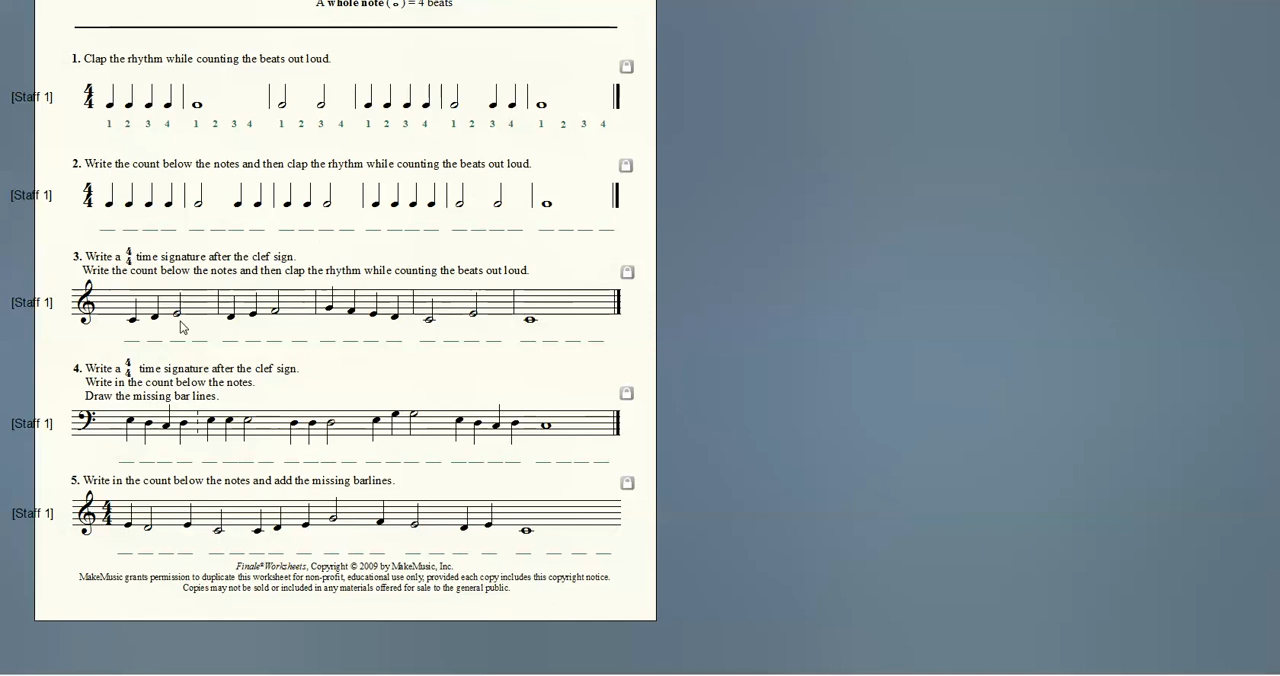 A whole note ( 𝅝 ) = 4 beats
1. Clap the rhythm while counting the beats out loud.
[Staff 1]
4
4
1 2 3 4 1 2 3 4 1 2 3 4 1 2 3 4 1 2 3 4 1 2 3 4
2. Write the count below the notes and then clap the rhythm while counting the beats out loud.
[Staff 1]
4
4
3. Write a 4/4 time signature after the clef sign.
Write the count below the notes and then clap the rhythm while counting the beats out loud.
[Staff 1]
4. Write a 4/4 time signature after the clef sign.
Write in the count below the notes.
Draw the missing bar lines.
[Staff 1]
5. Write in the count below the notes and add the missing barlines.
[Staff 1]
4
4
Finale® Worksheets, Copyright © 2009 by MakeMusic, Inc.
MakeMusic grants permission to duplicate this worksheet for non-profit, educational use only, provided each copy includes this copyright notice.
Copies may not be sold or included in any materials offered for sale to the general public.